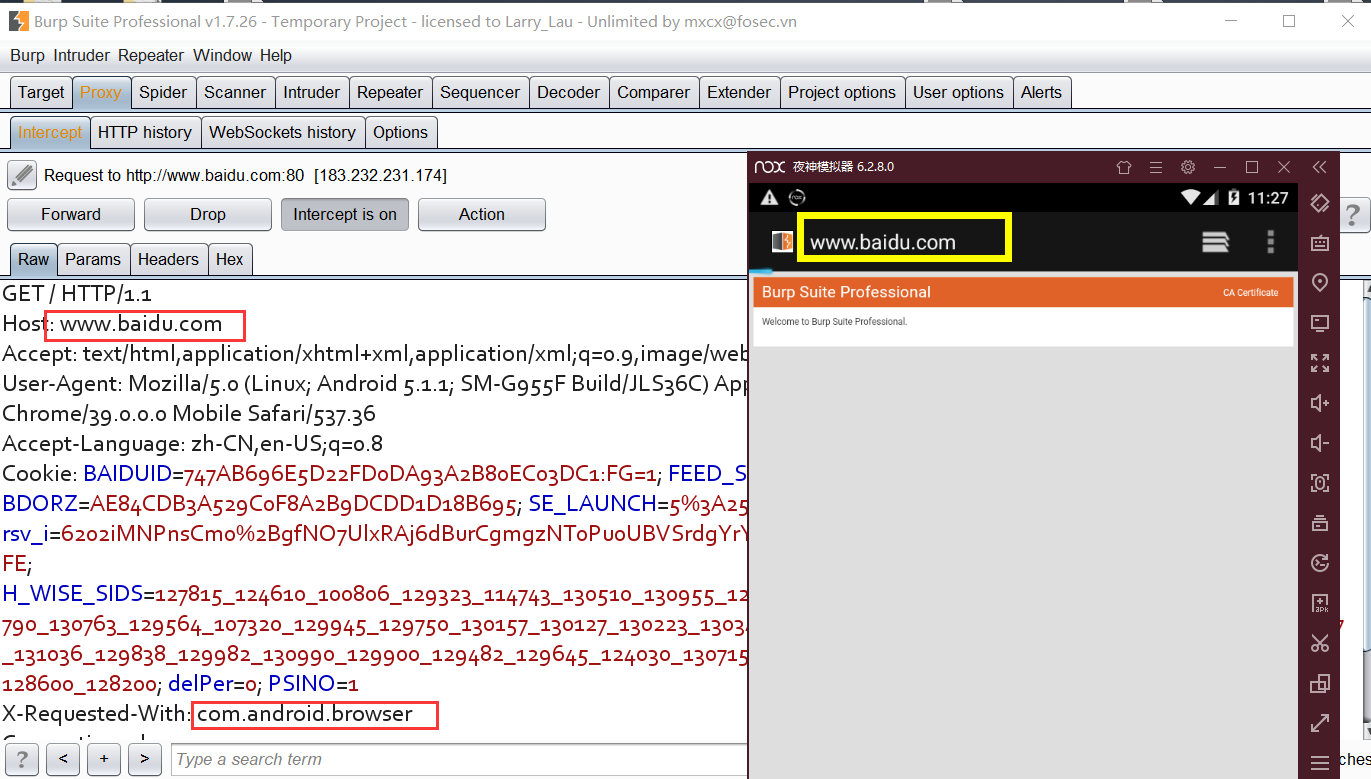 Burp Suite Professional v1.7.26 - Temporary Project - licensed to Larry_Lau - Unlimited by mxcx@fosec.vn
Burp Intruder Repeater Window Help
Target Proxy Spider Scanner Intruder Repeater Sequencer Decoder Comparer Extender Project options User options Alerts
Intercept HTTP history WebSockets history Options
Request to http://www.baidu.com:80 [183.232.231.174]
Forward Drop Intercept is on Action
?
Raw Params Headers Hex
GET / HTTP/1.1
Host: www.baidu.com
Accept: text/html,application/xhtml+xml,application/xml;q=0.9,image/web
User-Agent: Mozilla/5.0 (Linux; Android 5.1.1; SM-G955F Build/JLS36C) App
Chrome/39.0.0.0 Mobile Safari/537.36
Accept-Language: zh-CN,en-US;q=0.8
Cookie: BAIDUID=747AB696E5D22FD0DA93A2B80EC03DC1:FG=1; FEED_S
BDORZ=AE84CDB3A529C0F8A2B9DCDD1D18B695; SE_LAUNCH=5%3A25
rsv_i=6202iMNPnsCmo%2BgfNO7UlxRAj6dBurCgmgzNToPu0UBVSrdgYrY
FE;
H_WISE_SIDS=127815_124610_100806_129323_114743_130510_130955_12
790_130763_129564_107320_129945_129750_130157_130127_130223_1303
_131036_129838_129982_130990_129900_129482_129645_124030_130715
128600_128200; delPer=0; PSINO=1
X-Requested-With: com.android.browser
? < + > Type a search term
ches
nox 夜神模拟器 6.2.8.0
nox 11:27
www.baidu.com
Burp Suite Professional CA Certificate
Welcome to Burp Suite Professional.